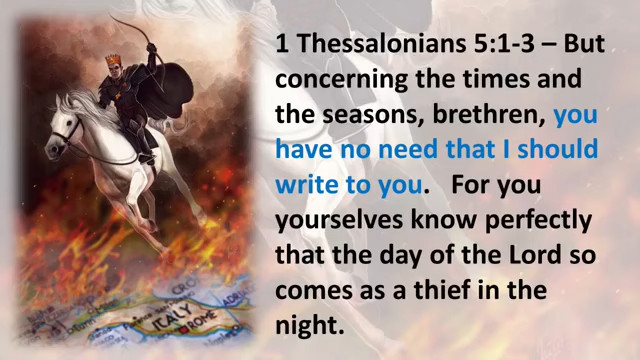 1 Thessalonians 5:1-3 – But
concerning the times and
the seasons, brethren, you
have no need that I should
write to you.   For you
yourselves know perfectly
that the day of the Lord so
comes as a thief in the
night.
ITALY
ROME